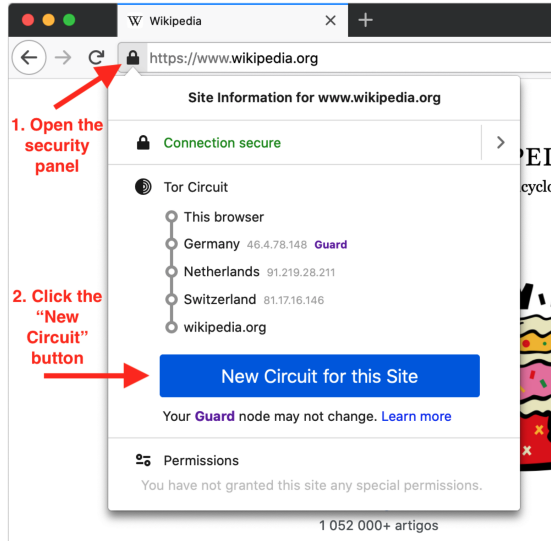 Wikipedia
https://www.wikipedia.org
1. Open the
security
panel
Site Information for www.wikipedia.org
Connection secure
Tor Circuit
This browser
Germany 46.4.78.148 Guard
Netherlands 91.219.28.211
Switzerland 81.17.16.146
wikipedia.org
2. Click the
“New
Circuit”
button
New Circuit for this Site
Your Guard node may not change. Learn more
Permissions
You have not granted this site any special permissions.
1 052 000+ artigos